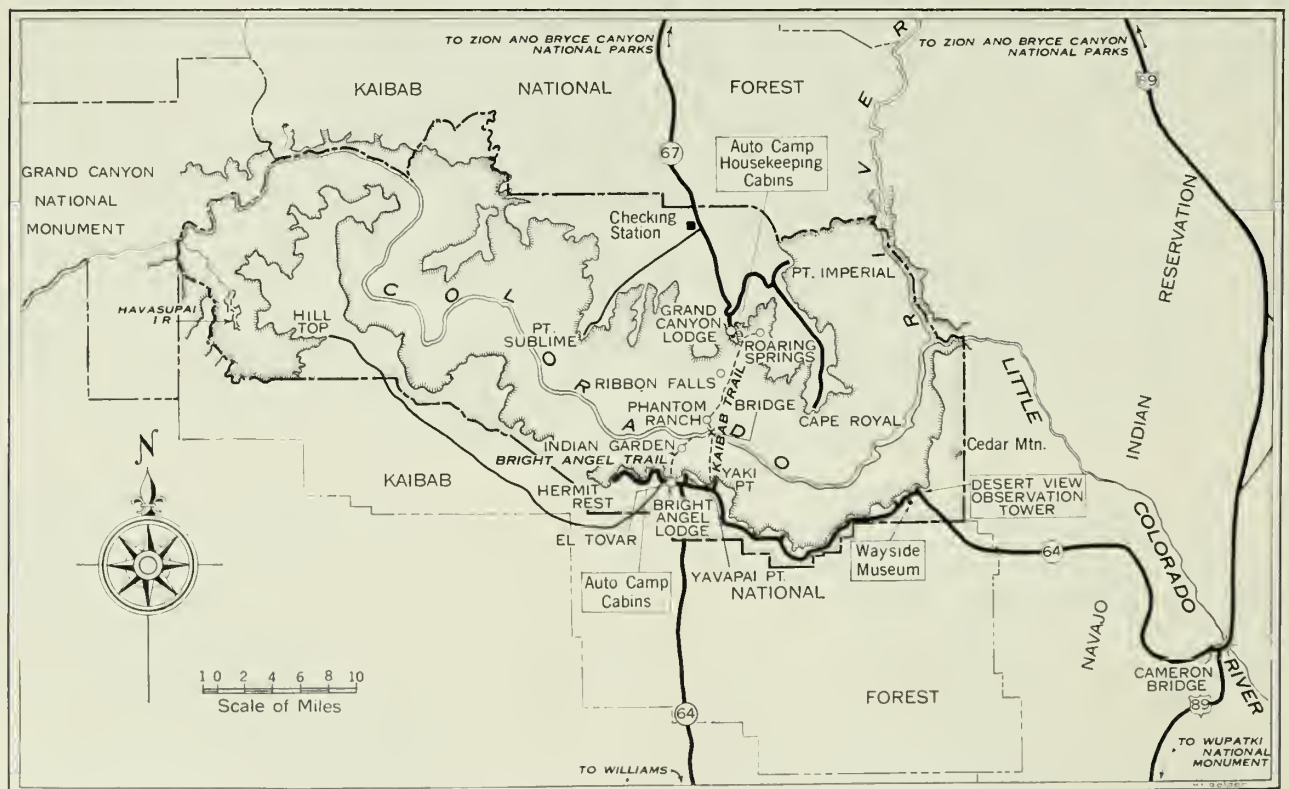 TO ZION AND BRYCE CANYON
NATIONAL PARKS
TO ZION AND BRYCE CANYON
NATIONAL PARKS
89
KAIBAB
NATIONAL
FOREST
67
Auto Camp
Housekeeping
Cabins
GRAND CANYON
NATIONAL
MONUMENT
RESERVATION
Checking
Station
PT. IMPERIAL
HAVASUPAI
I R
HILL
TOP
COLORADO
RIVER
PT.
SUBLIME
GRAND
CANYON
LODGE
ROARING
SPRINGS
RIBBON FALLS
KAIBAB TRAIL
PHANTOM
RANCH
BRIDGE
CAPE ROYAL
LITTLE
COLORADO
RIVER
INDIAN
Cedar Mtn.
INDIAN GARDEN
BRIGHT ANGEL TRAIL
N
KAIBAB
HERMIT
REST
YAKI
PT
DESERT VIEW
OBSERVATION
TOWER
BRIGHT
ANGEL
LODGE
EL TOVAR
Wayside
Museum
64
Auto Camp
Cabins
YAVAPAI PT.
NATIONAL
NAVAJO
CAMERON
BRIDGE
1 0 2 4 6 8 10
Scale of Miles
FOREST
89
64
TO WILLIAMS
TO WUPATKI
NATIONAL
MONUMENT